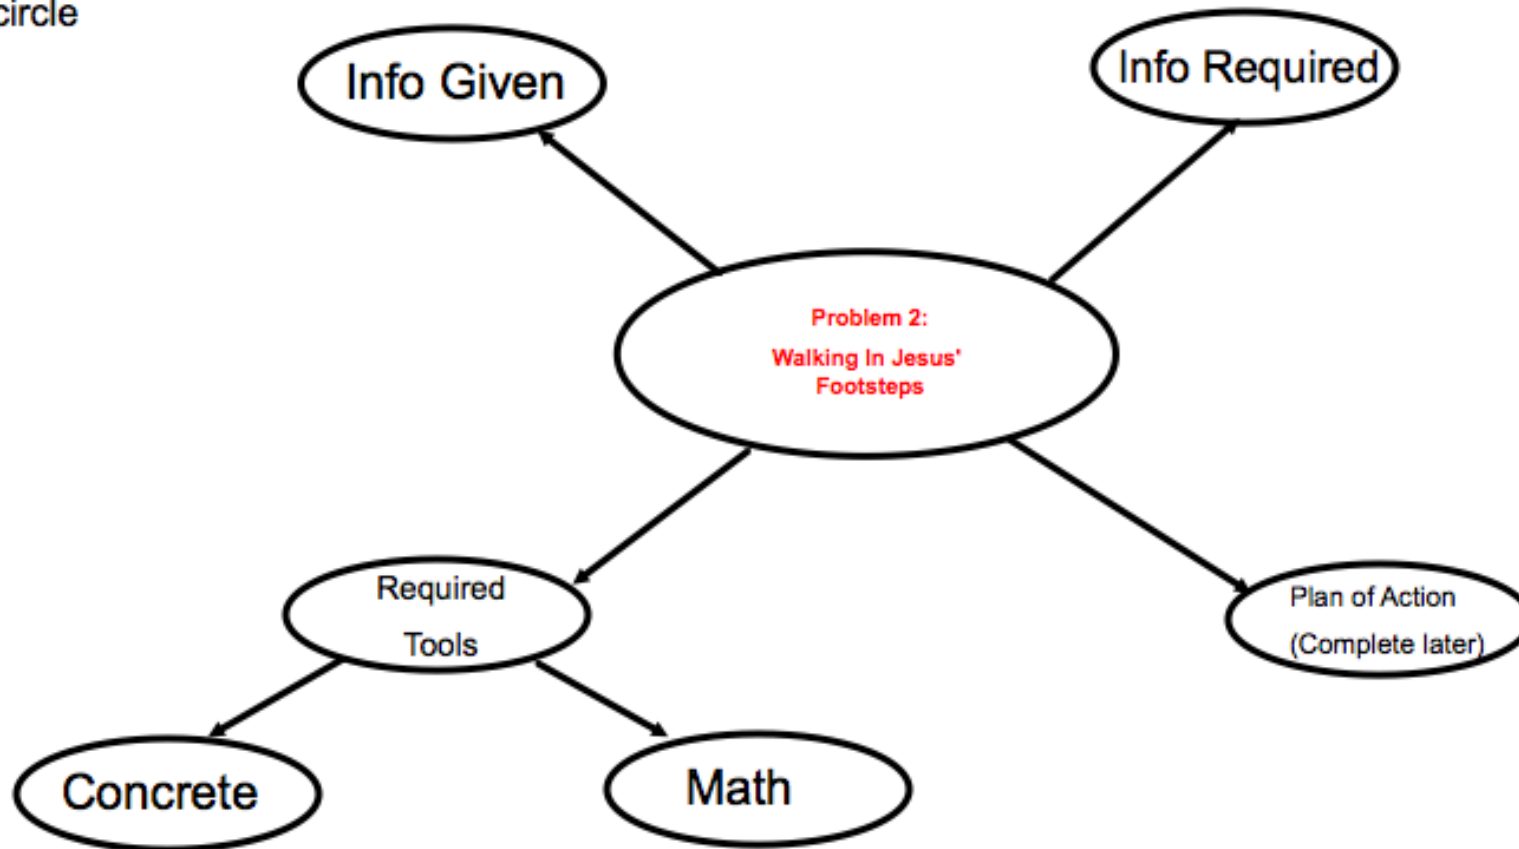 circle
Info Given
Info Required
Problem 2:
Walking In Jesus'
Footsteps
Required
Tools
Plan of Action
(Complete later)
Concrete
Math